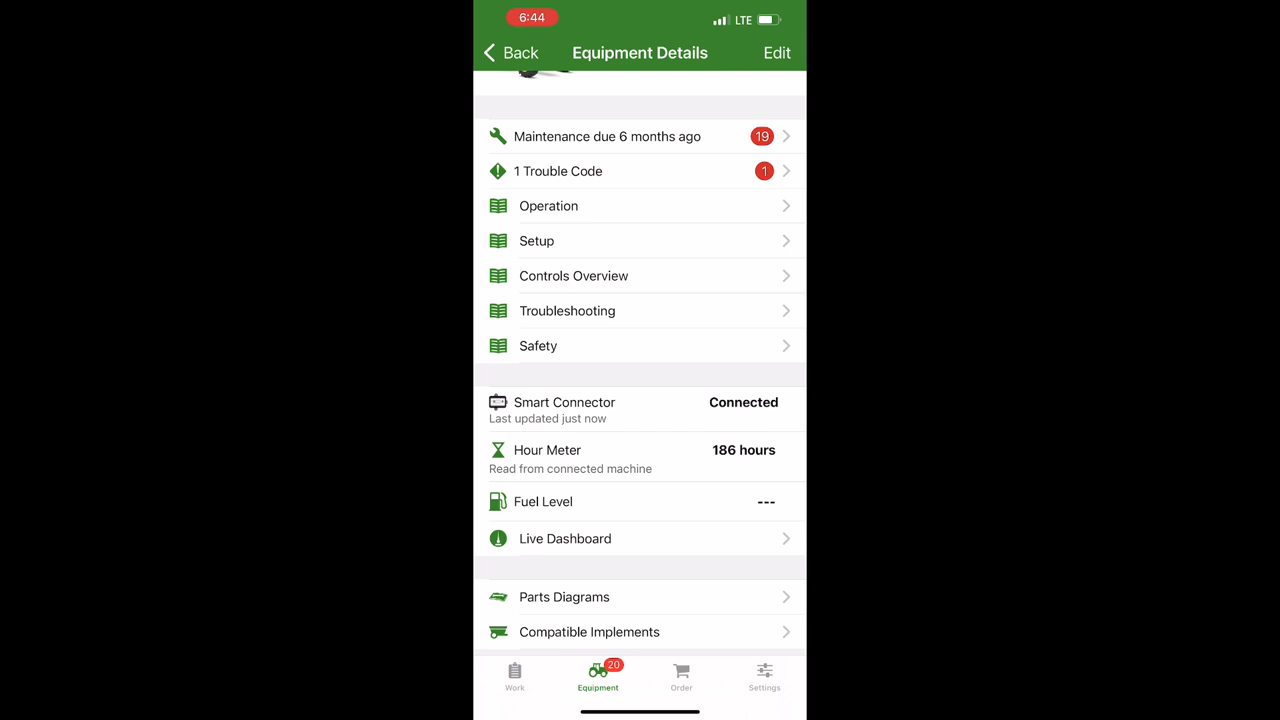 6:44
LTE
Back Equipment Details Edit
Maintenance due 6 months ago 19
1 Trouble Code 1
Operation
Setup
Controls Overview
Troubleshooting
Safety
Smart Connector Connected
Last updated just now
Hour Meter 186 hours
Read from connected machine
Fuel Level ---
Live Dashboard
Parts Diagrams
Compatible Implements
20
Work Equipment Order Settings